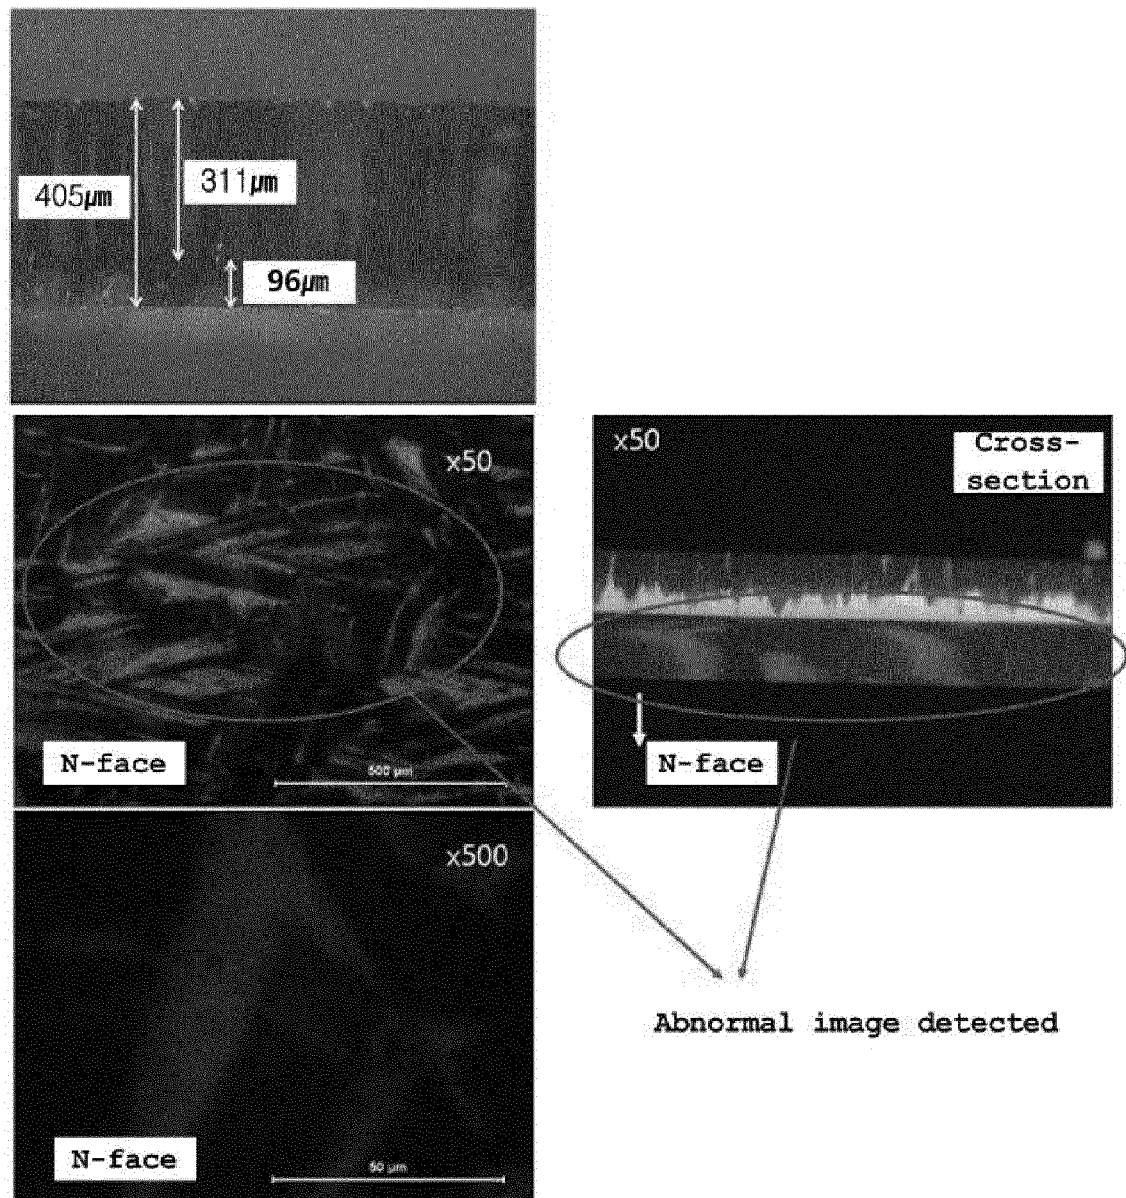 405㎛
311㎛
96㎛
x50
N-face
500 μm
x50
Cross-
section
N-face
x500
N-face
50 μm
Abnormal image detected